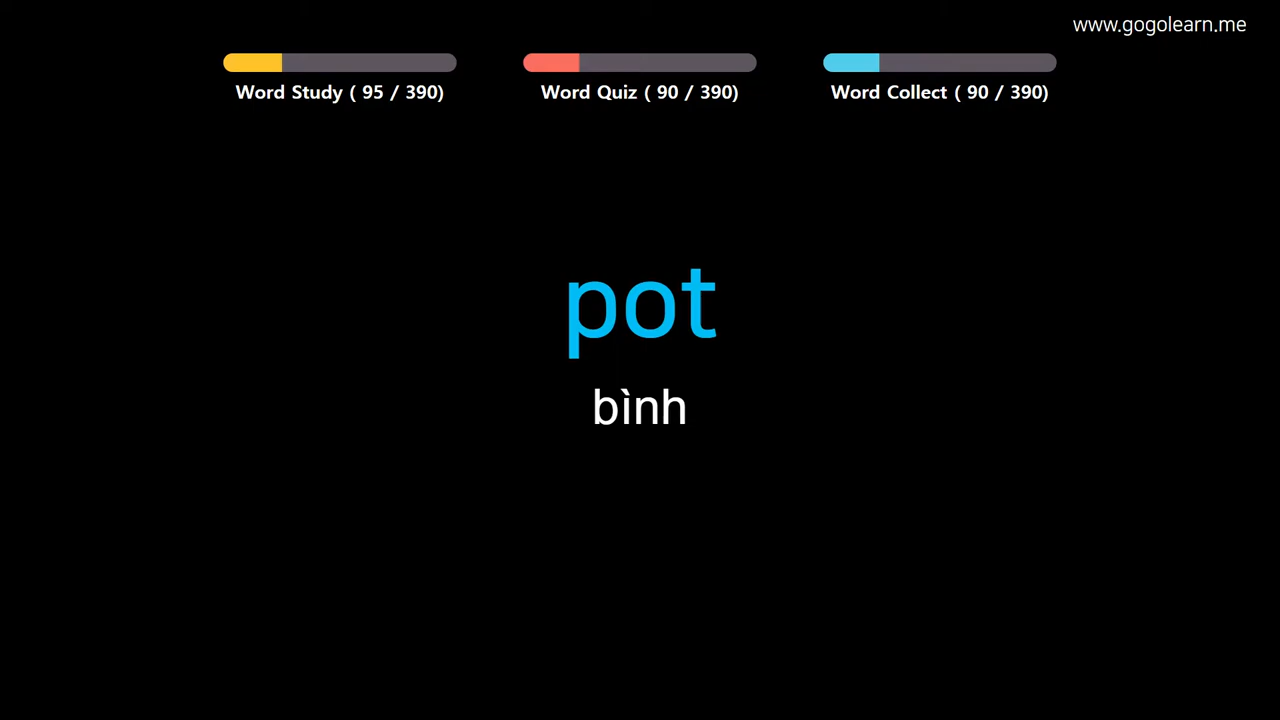 www.gogolearn.me
Word Study ( 95 / 390)
Word Quiz ( 90 / 390)
Word Collect ( 90 / 390)
pot
bình